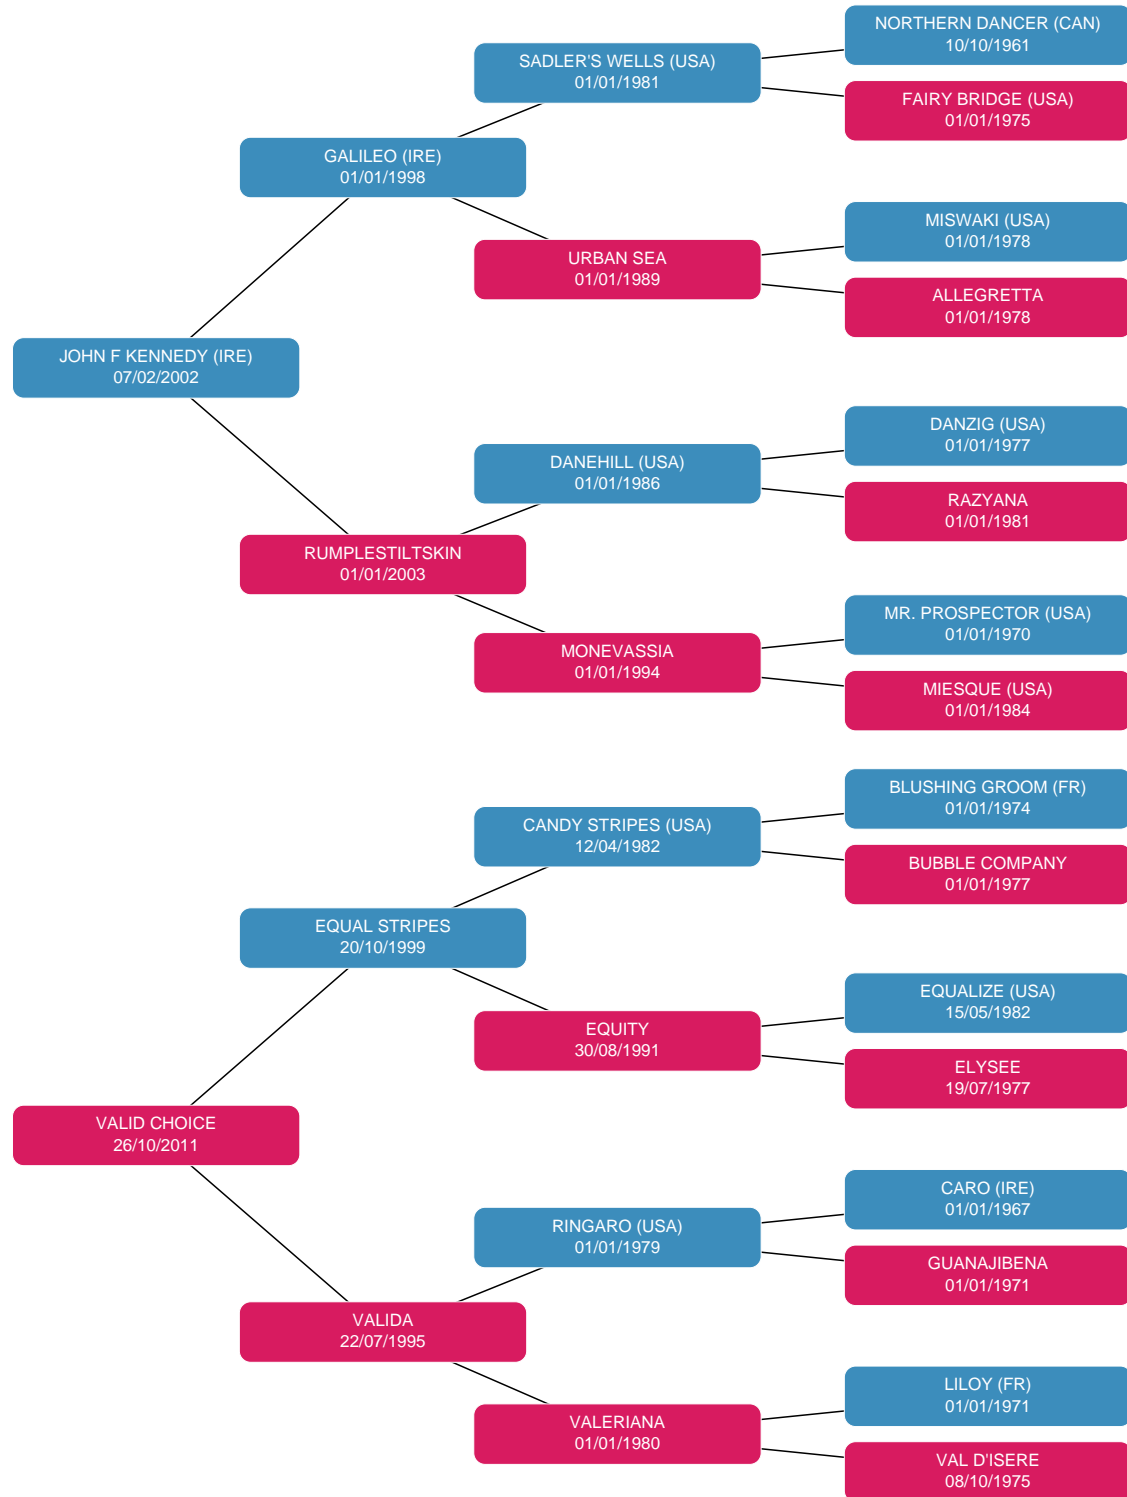 NORTHERN DANCER (CAN)
10/10/1961
SADLER'S WELLS (USA)
01/01/1981
FAIRY BRIDGE (USA)
01/01/1975
GALILEO (IRE)
01/01/1998
MISWAKI (USA)
01/01/1978
URBAN SEA
01/01/1989
ALLEGRETTA
01/01/1978
JOHN F KENNEDY (IRE)
07/02/2002
DANZIG (USA)
01/01/1977
DANEHILL (USA)
01/01/1986
RAZYANA
01/01/1981
RUMPLESTILTSKIN
01/01/2003
MR. PROSPECTOR (USA)
01/01/1970
MONEVASSIA
01/01/1994
MIESQUE (USA)
01/01/1984
BLUSHING GROOM (FR)
01/01/1974
CANDY STRIPES (USA)
12/04/1982
BUBBLE COMPANY
01/01/1977
EQUAL STRIPES
20/10/1999
EQUALIZE (USA)
15/05/1982
EQUITY
30/08/1991
ELYSEE
19/07/1977
VALID CHOICE
26/10/2011
CARO (IRE)
01/01/1967
RINGARO (USA)
01/01/1979
GUANAJIBENA
01/01/1971
VALIDA
22/07/1995
LILOY (FR)
01/01/1971
VALERIANA
01/01/1980
VAL D'ISERE
08/10/1975